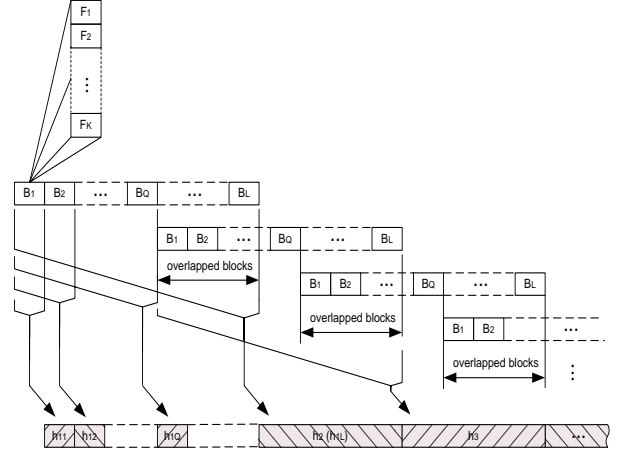 F1
F2
⋮
FK
B1 B2 ... BQ ... BL
B1 B2 ... BQ ... BL
overlapped blocks
B1 B2 ... BQ ... BL
overlapped blocks
B1 B2 ...
overlapped blocks
⋮
h11 h12 h1Q h2 (h1L) h3 ...